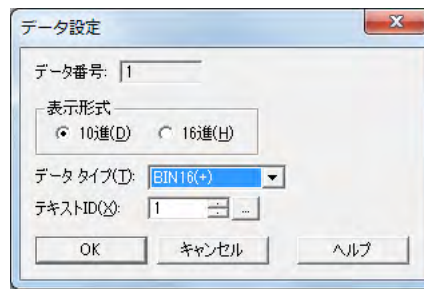 データ設定
データ番号: 1
表示形式
10進(D) 16進(H)
データ タイプ(T): BIN16(+)
テキストID(X): 1 ...
OK キャンセル ヘルプ